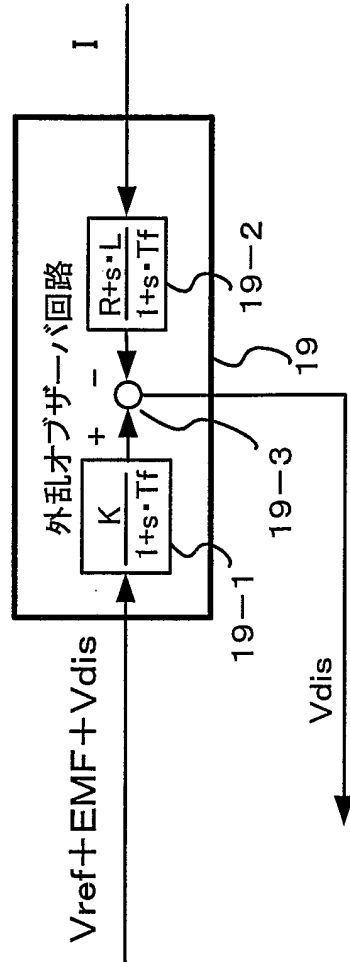 Vref+EMF+Vdis
外乱オブザーバ回路
K
1+s・Tf
+
−
R+s・L
1+s・Tf
I
19−1
19−3
19−2
19
Vdis